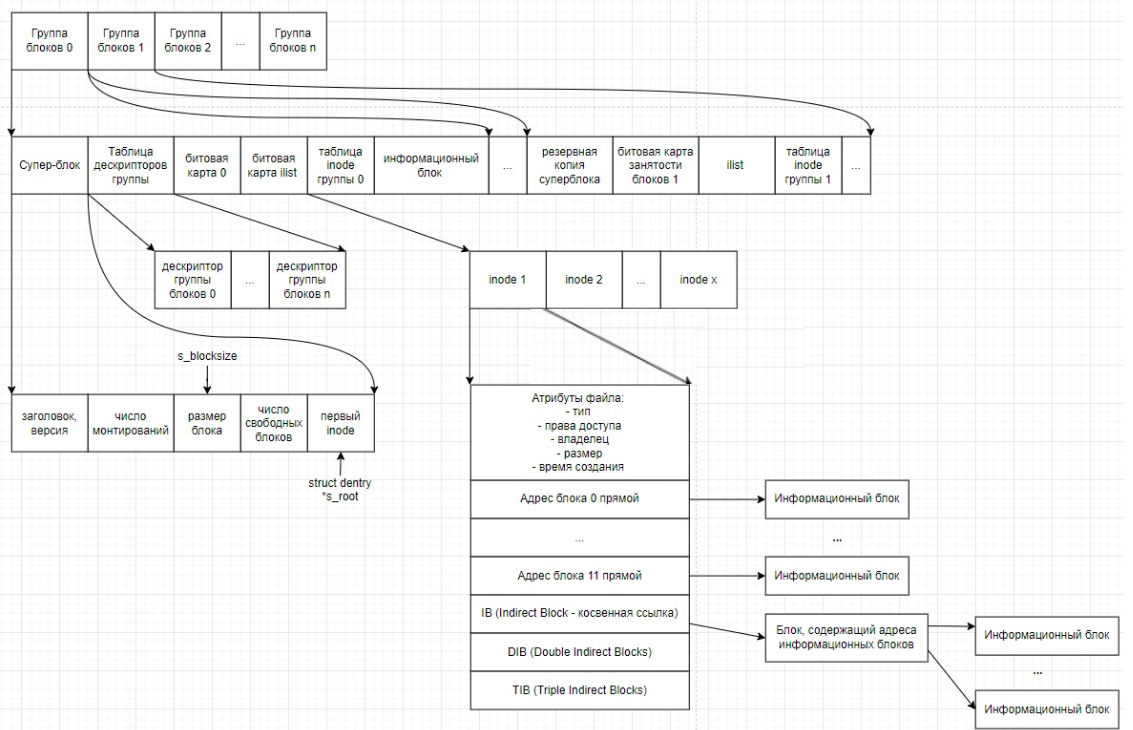 Группа
блоков 0
Группа
блоков 1
Группа
блоков 2
...
Группа
блоков n
Супер-блок
Таблица
дескрипторов
группы
битовая
карта 0
битовая
карта ilist
таблица
inode
группы 0
информационный
блок
...
резервная
копия
суперблока
битовая карта
занятости
блоков 1
ilist
таблица
inode
группы 1
...
дескриптор
группы
блоков 0
...
дескриптор
группы
блоков n
inode 1
inode 2
...
inode x
s_blocksize
заголовок,
версия
число
монтирований
размер
блока
число
свободных
блоков
первый
inode
struct dentry
*s_root
Атрибуты файла:
- тип
- права доступа
- владелец
- размер
- время создания
Адрес блока 0 прямой
Информационный блок
...
...
Адрес блока 11 прямой
Информационный блок
IB (Indirect Block - косвенная ссылка)
Блок, содержащий адреса
информационных блоков
Информационный блок
...
Информационный блок
DIB (Double Indirect Blocks)
TIB (Triple Indirect Blocks)